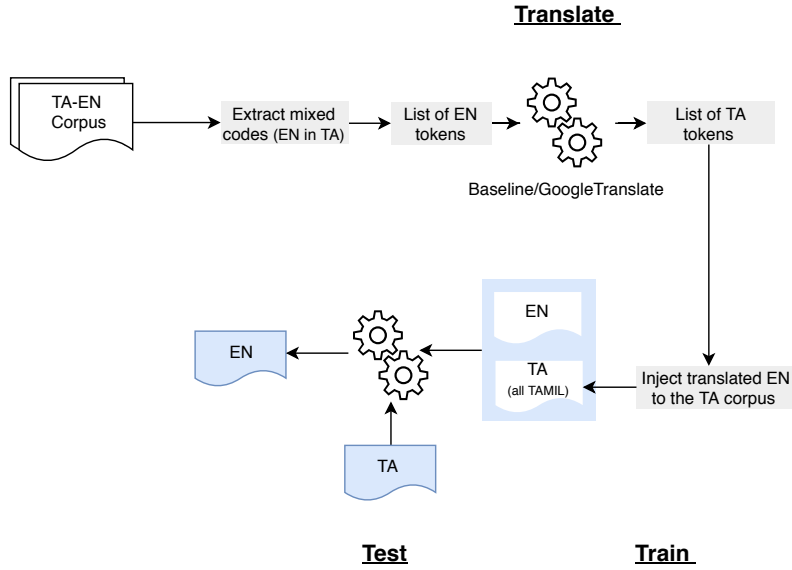 Translate
TA-EN
Corpus
Extract mixed
codes (EN in TA)
List of EN
tokens
List of TA
tokens
Baseline/GoogleTranslate
EN
EN
TA
(all TAMIL)
Inject translated EN
to the TA corpus
TA
Test
Train